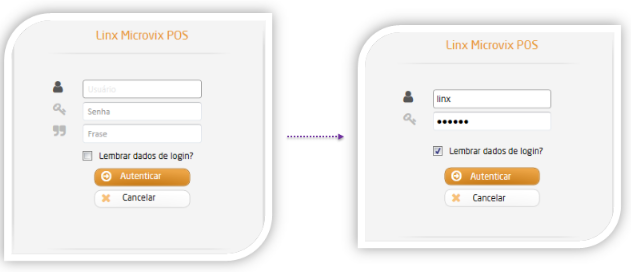 Linx Microvix POS
Usuário
Senha
Frase
Lembrar dados de login?
Autenticar
Cancelar
Linx Microvix POS
linx
••••••
Lembrar dados de login?
Autenticar
Cancelar